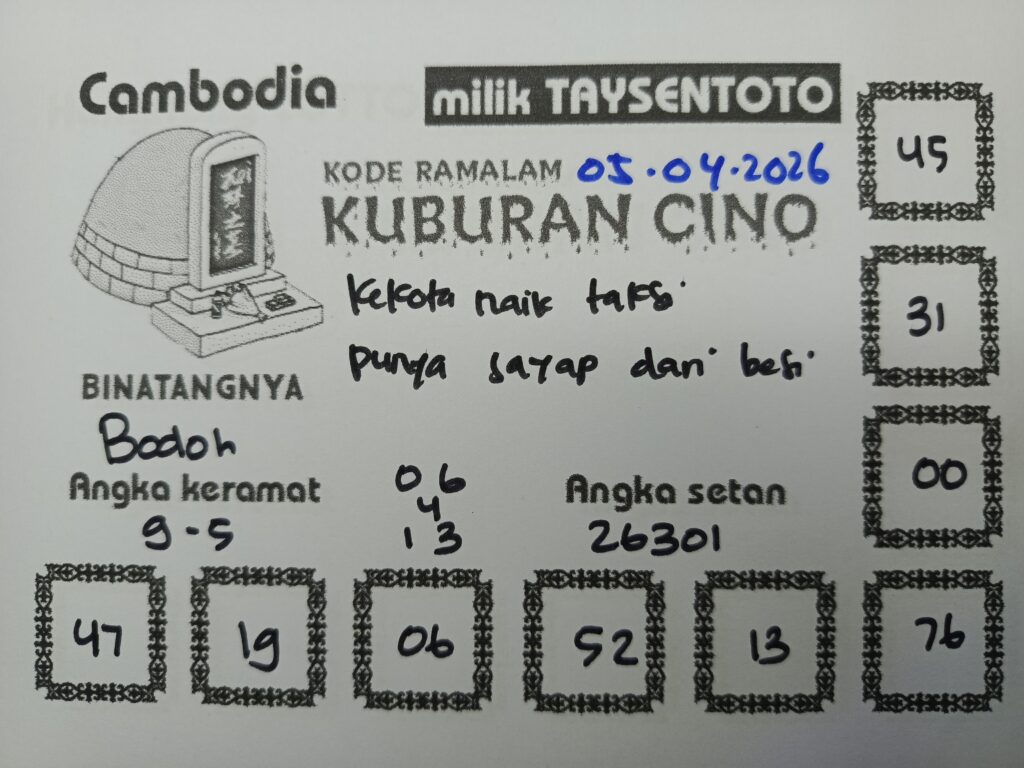 Cambodia
milik TAYSENTOTO
KODE RAMALAM 05.04.2026
KUBURAN CINO
Kekota naik taksi
punya sayap dari besi
BINATANGNYA
Bodoh
Angka keramat
9-5
06
4
13
Angka setan
26301
45
31
00
47
19
06
52
13
76